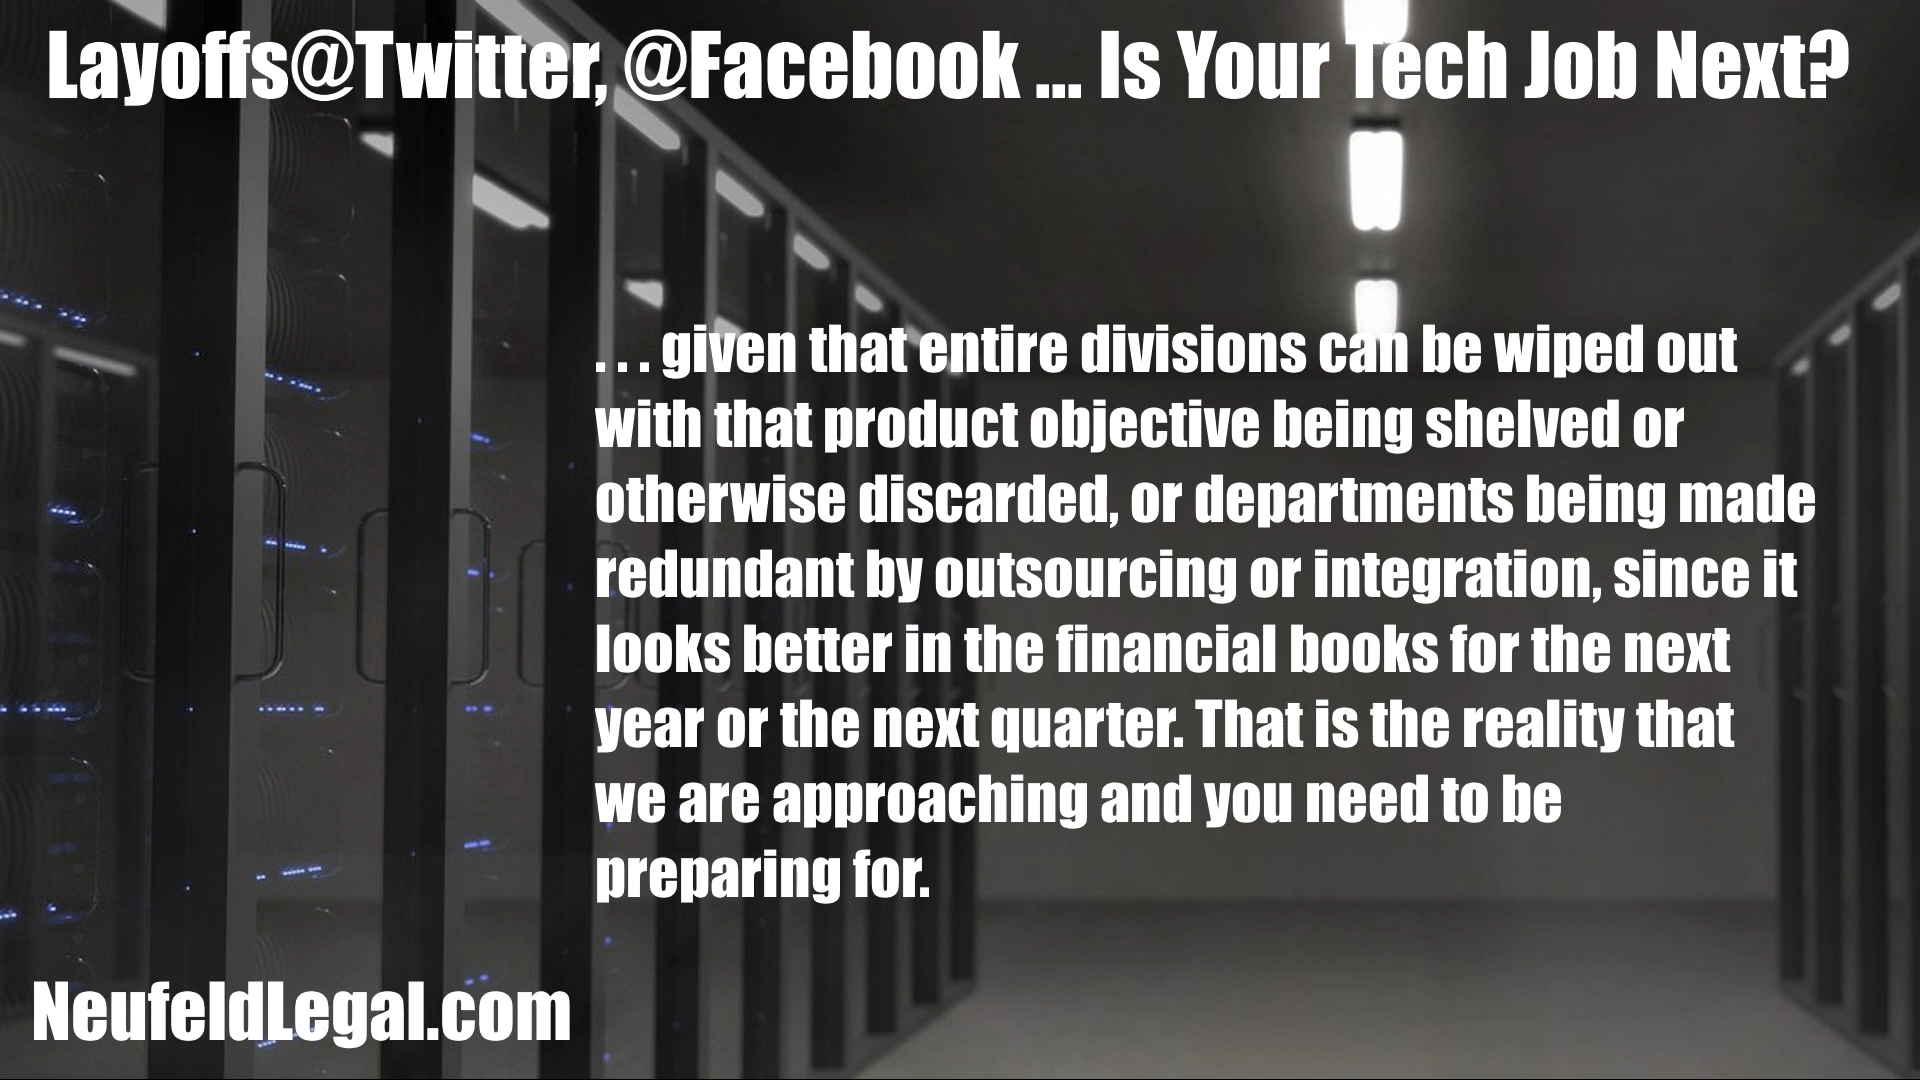 Layoffs@Twitter, @Facebook ... Is Your Tech Job Next?
. . . given that entire divisions can be wiped out
with that product objective being shelved or
otherwise discarded, or departments being made
redundant by outsourcing or integration, since it
looks better in the financial books for the next
year or the next quarter. That is the reality that
we are approaching and you need to be
preparing for.
NeufeldLegal.com